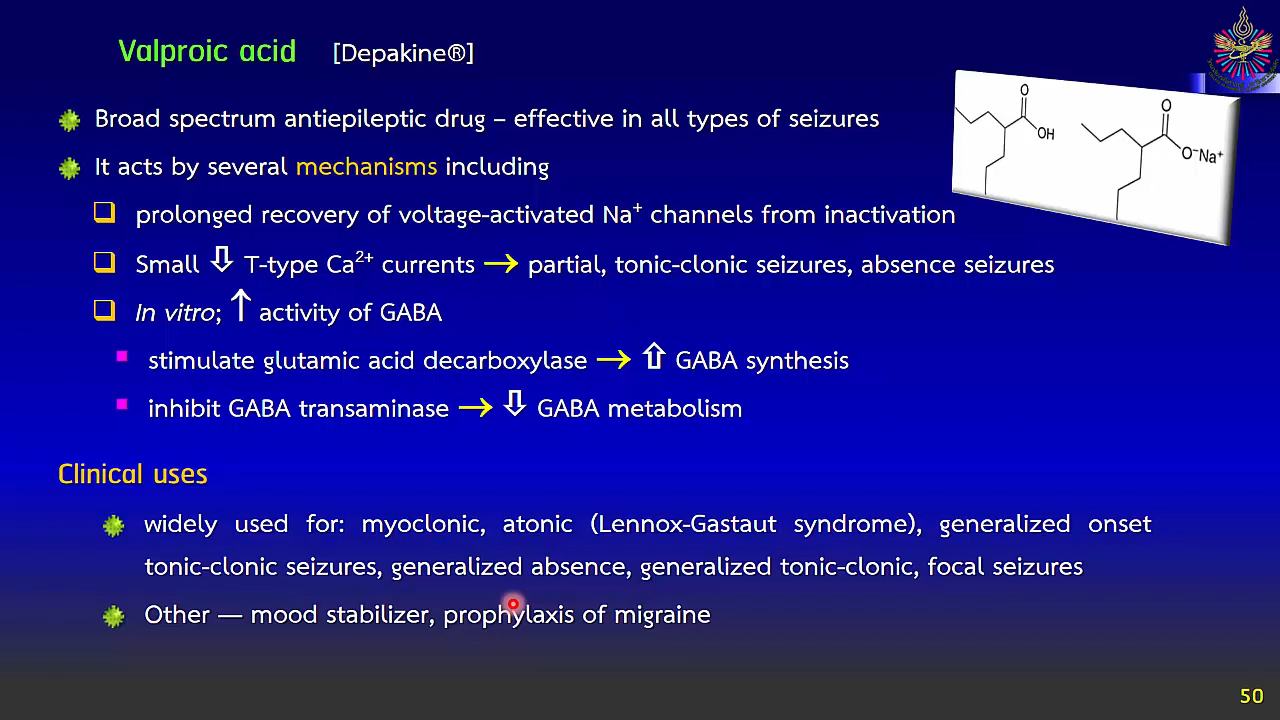 Valproic acid [Depakine®]
Broad spectrum antiepileptic drug – effective in all types of seizures
It acts by several mechanisms including
prolonged recovery of voltage-activated Na⁺ channels from inactivation
Small ⇩ T-type Ca²⁺ currents → partial, tonic-clonic seizures, absence seizures
In vitro; ↑ activity of GABA
stimulate glutamic acid decarboxylase → ⇧ GABA synthesis
inhibit GABA transaminase → ⇩ GABA metabolism
Clinical uses
widely used for: myoclonic, atonic (Lennox-Gastaut syndrome), generalized onset
tonic-clonic seizures, generalized absence, generalized tonic-clonic, focal seizures
Other — mood stabilizer, prophylaxis of migraine
O
OH
O
O⁻Na⁺
50